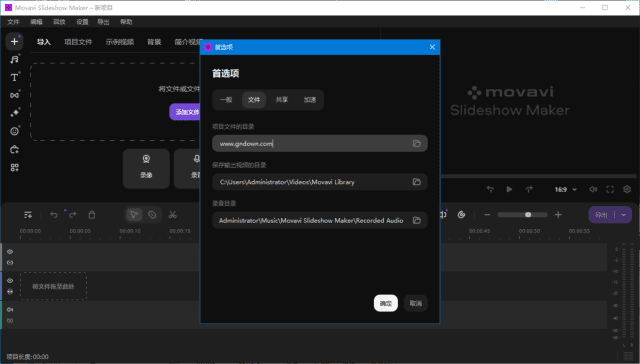 Movavi Slideshow Maker – 新项目
文件 编辑 回放 设置 导出 帮助
导入 项目文件 示例视频 背景 简介视频
将文件或文件
添加文件
录像
首选项
首选项
一般 文件 共享 加速
项目文件的目录
www.gndown.com
保存输出视频的目录
C:\Users\Administrator\Videos\Movavi Library
录音目录
Administrator\Music\Movavi Slideshow Maker\Recorded Audio
确定 取消
movavi
Slideshow Maker
16:9
导出
00:00:00 00:00:05 00:00:10 00:00:15 00:00:45 00:00:50 00:00:55
将文件拖至此处
项目长度: 00:00
L R